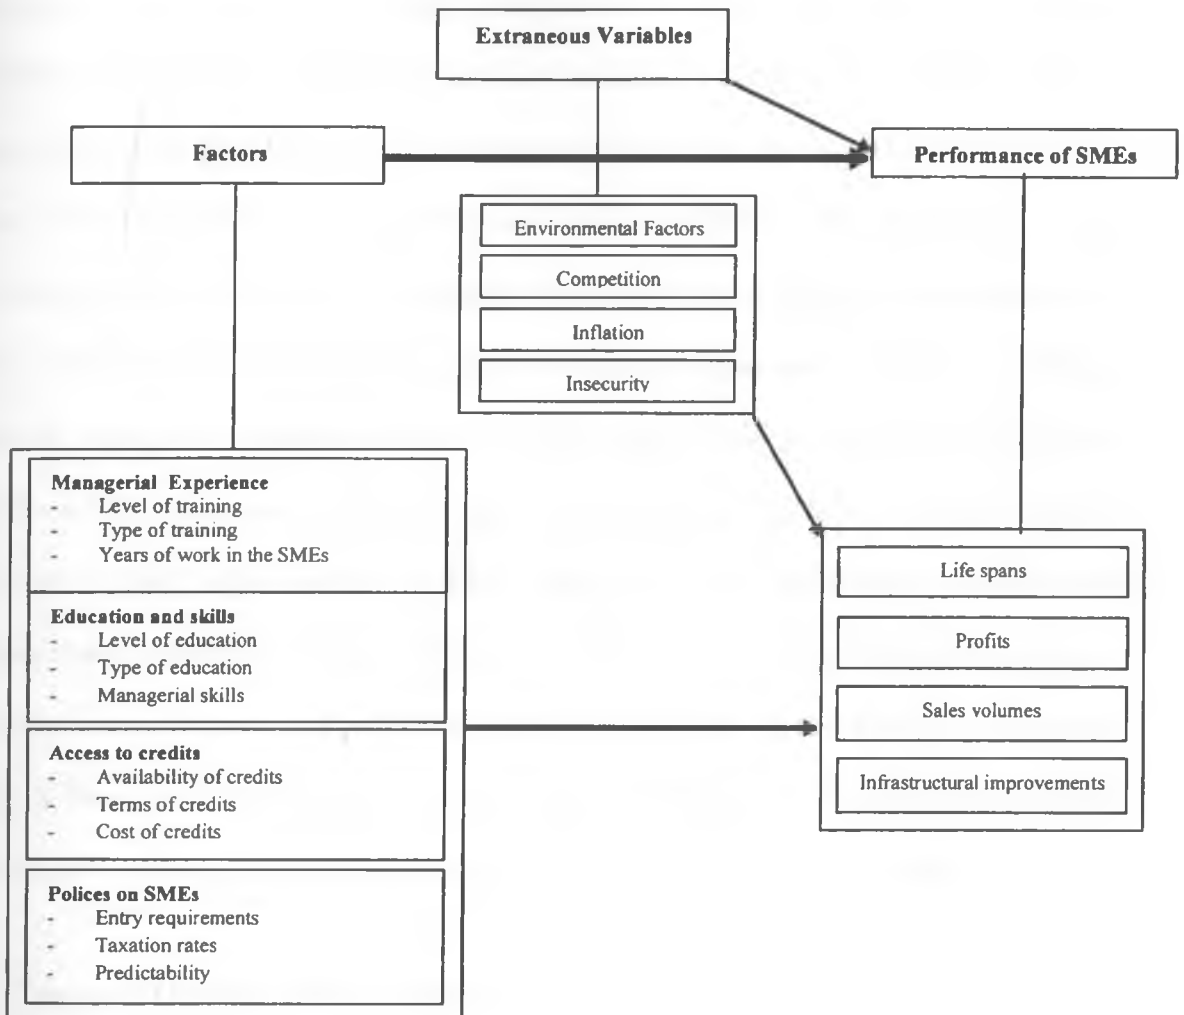 Extraneous Variables
Factors
Performance of SMEs
Environmental Factors
Competition
Inflation
Insecurity
Managerial Experience
- Level of training
- Type of training
- Years of work in the SMEs
Education and skills
- Level of education
- Type of education
- Managerial skills
Access to credits
- Availability of credits
- Terms of credits
- Cost of credits
Polices on SMEs
- Entry requirements
- Taxation rates
- Predictability
Life spans
Profits
Sales volumes
Infrastructural improvements